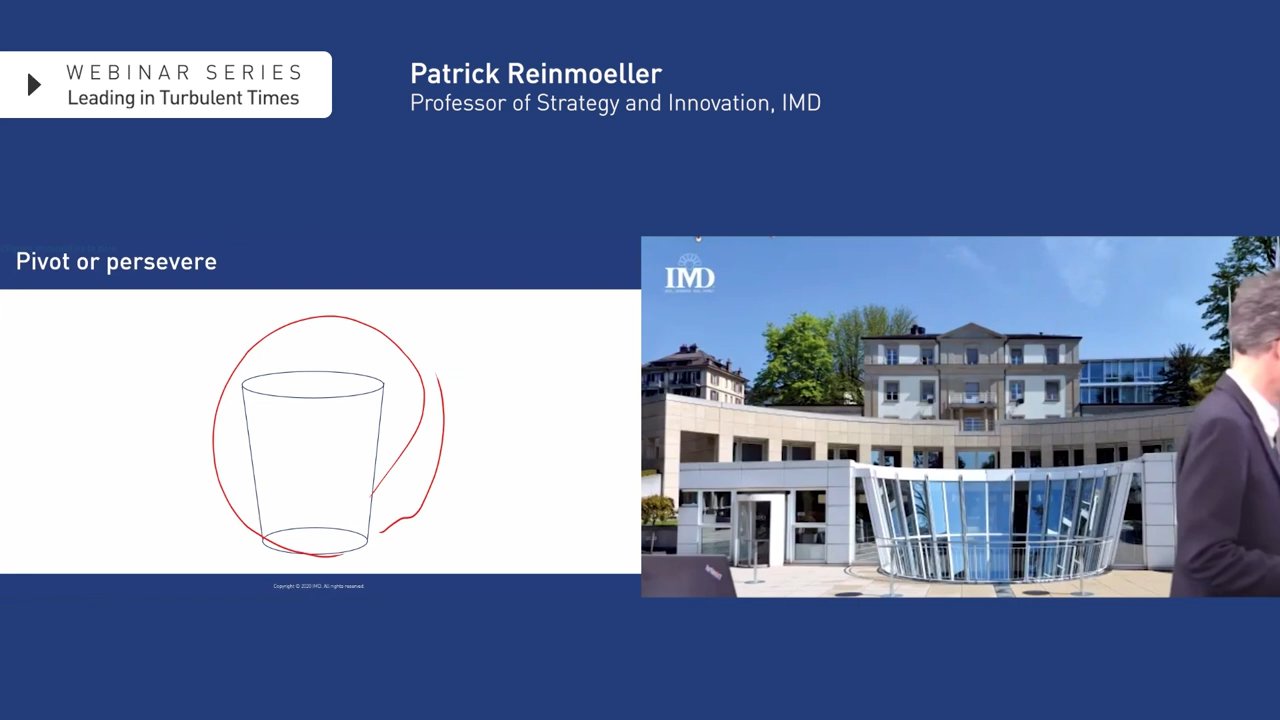 WEBINAR SERIES
Leading in Turbulent Times
Patrick Reinmoeller
Professor of Strategy and Innovation, IMD
Pivot or persevere
IMD
Copyright © 2020 IMD. All rights reserved.